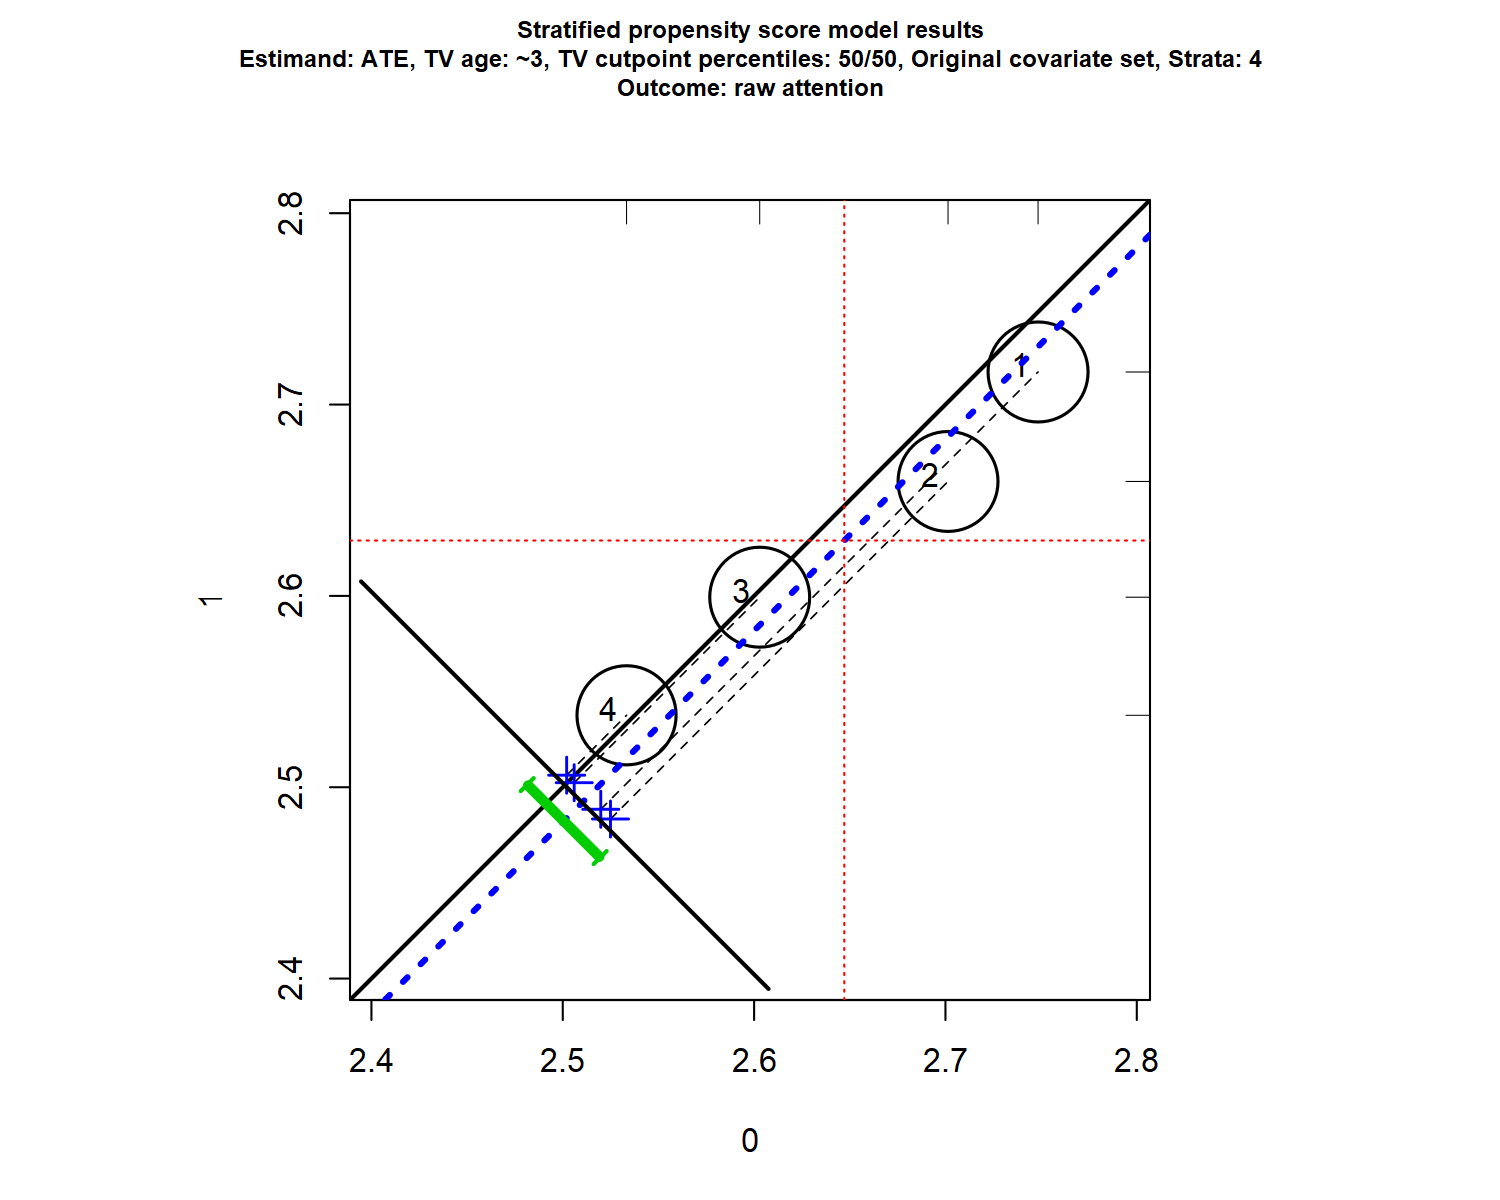 Stratified propensity score model results
Estimand: ATE, TV age: ~3, TV cutpoint percentiles: 50/50, Original covariate set, Strata: 4
Outcome: raw attention
2.8
2.7
2.6
2.5
2.4
1
1
2
3
4
2.4 2.5 2.6 2.7 2.8
0